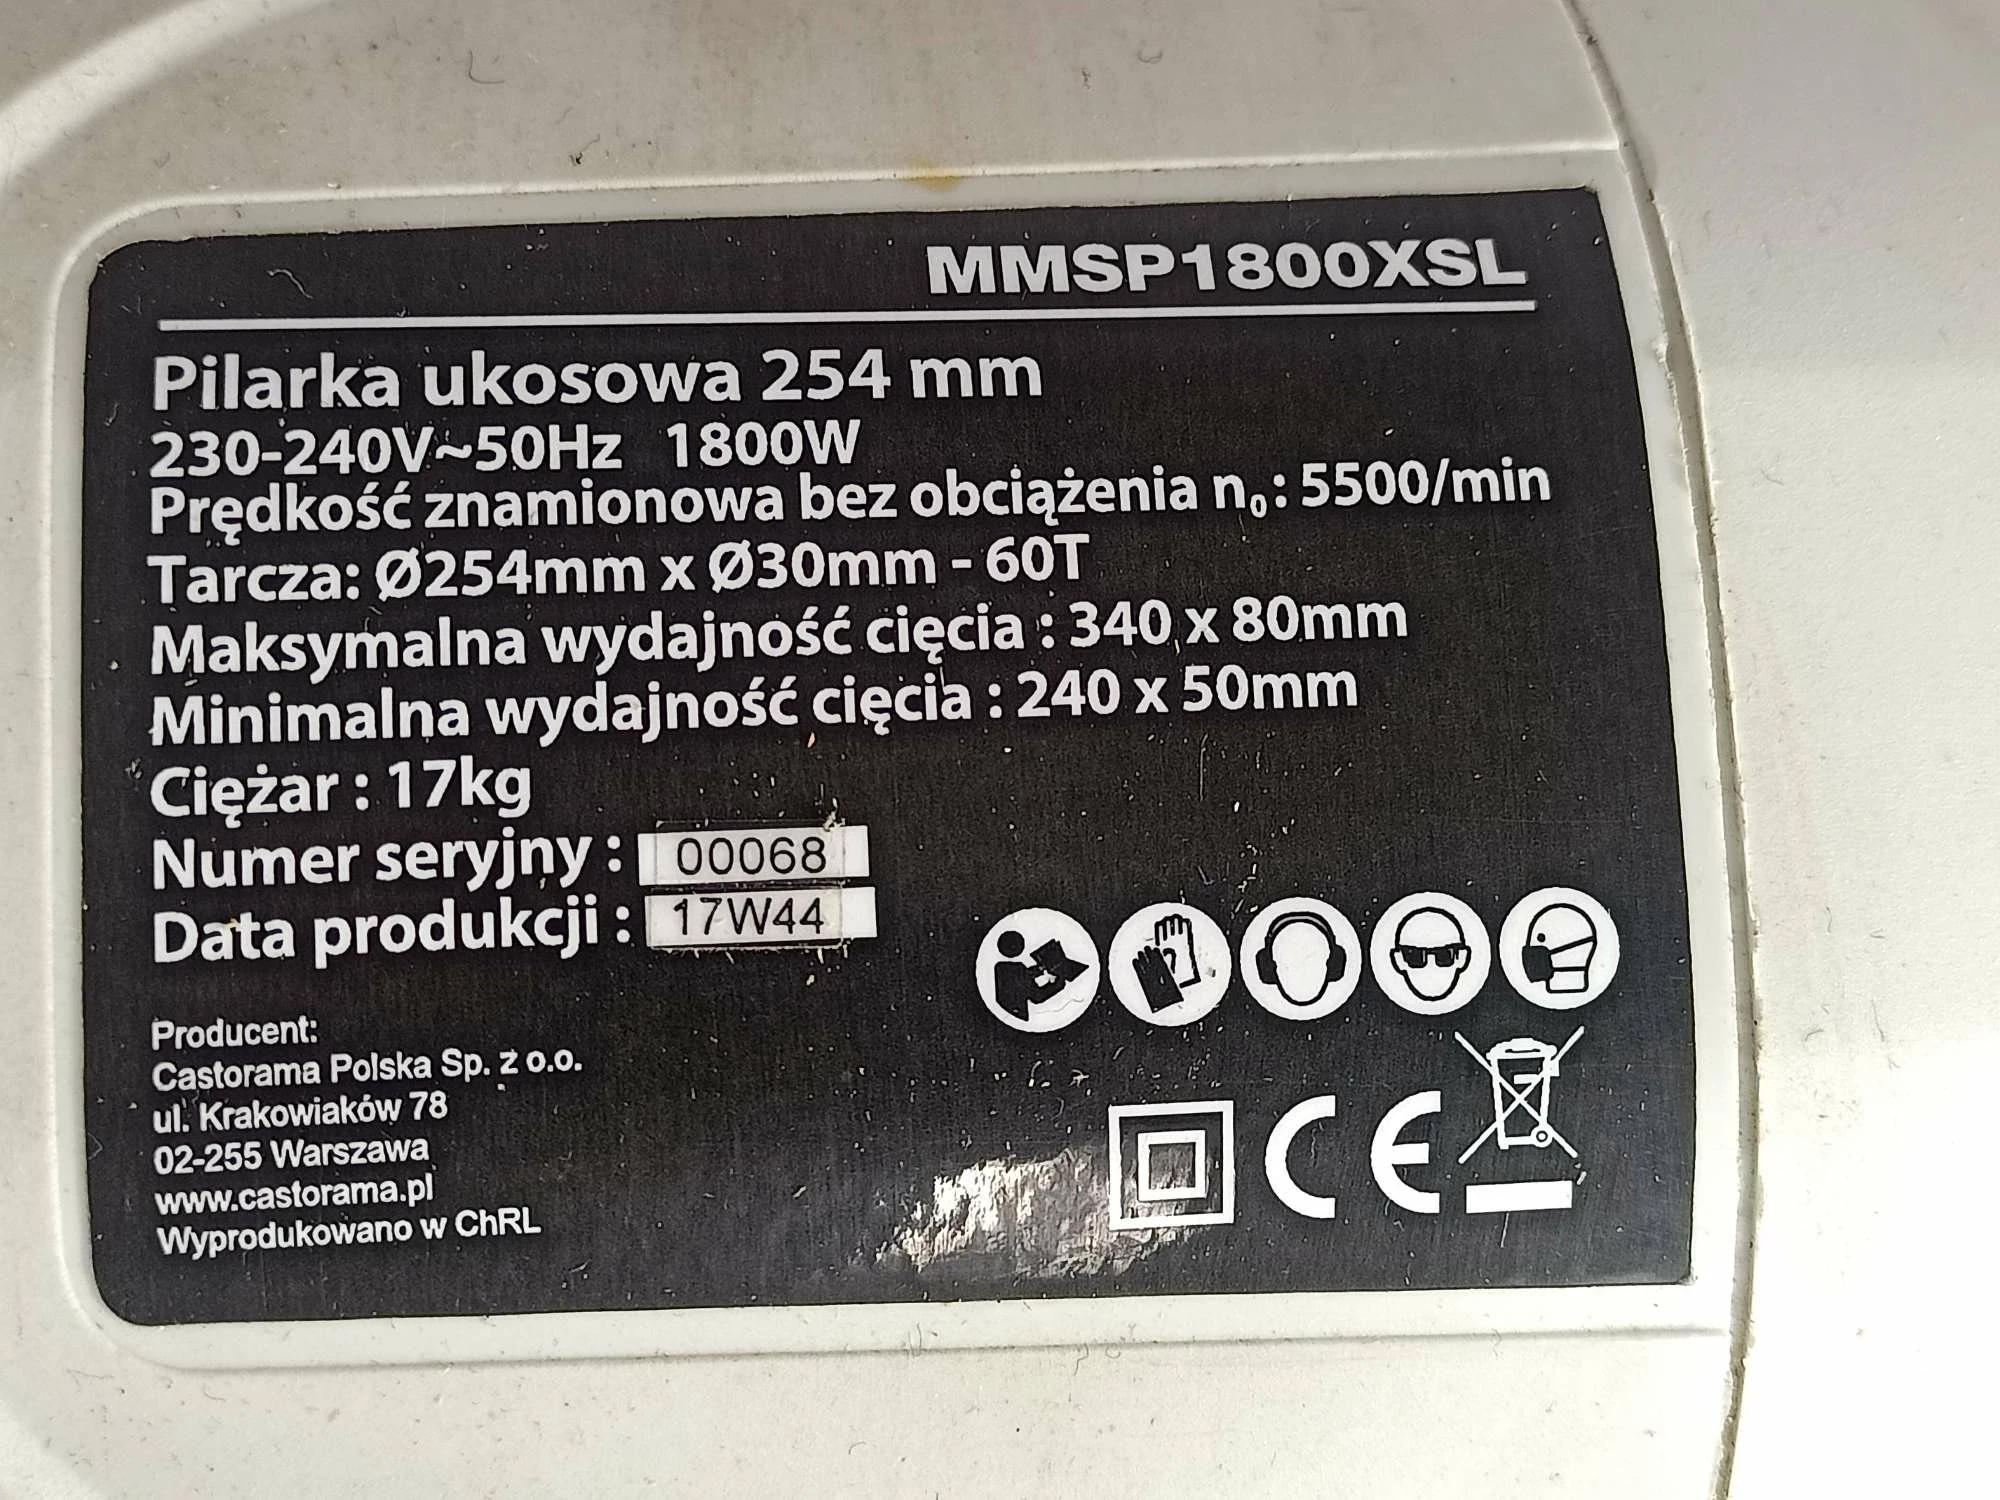 MMSP1800XSL
Pilarka ukosowa 254 mm
230-240V~50Hz 1800W
Prędkość znamionowa bez obciążenia n₀: 5500/min
Tarcza: Ø254mm x Ø30mm - 60T
Maksymalna wydajność cięcia : 340 x 80mm
Minimalna wydajność cięcia : 240 x 50mm
Ciężar : 17kg
Numer seryjny : 00068
Data produkcji : 17W44
Producent:
Castorama Polska Sp. z o.o.
ul. Krakowiaków 78
02-255 Warszawa
www.castorama.pl
Wyprodukowano w ChRL
CE